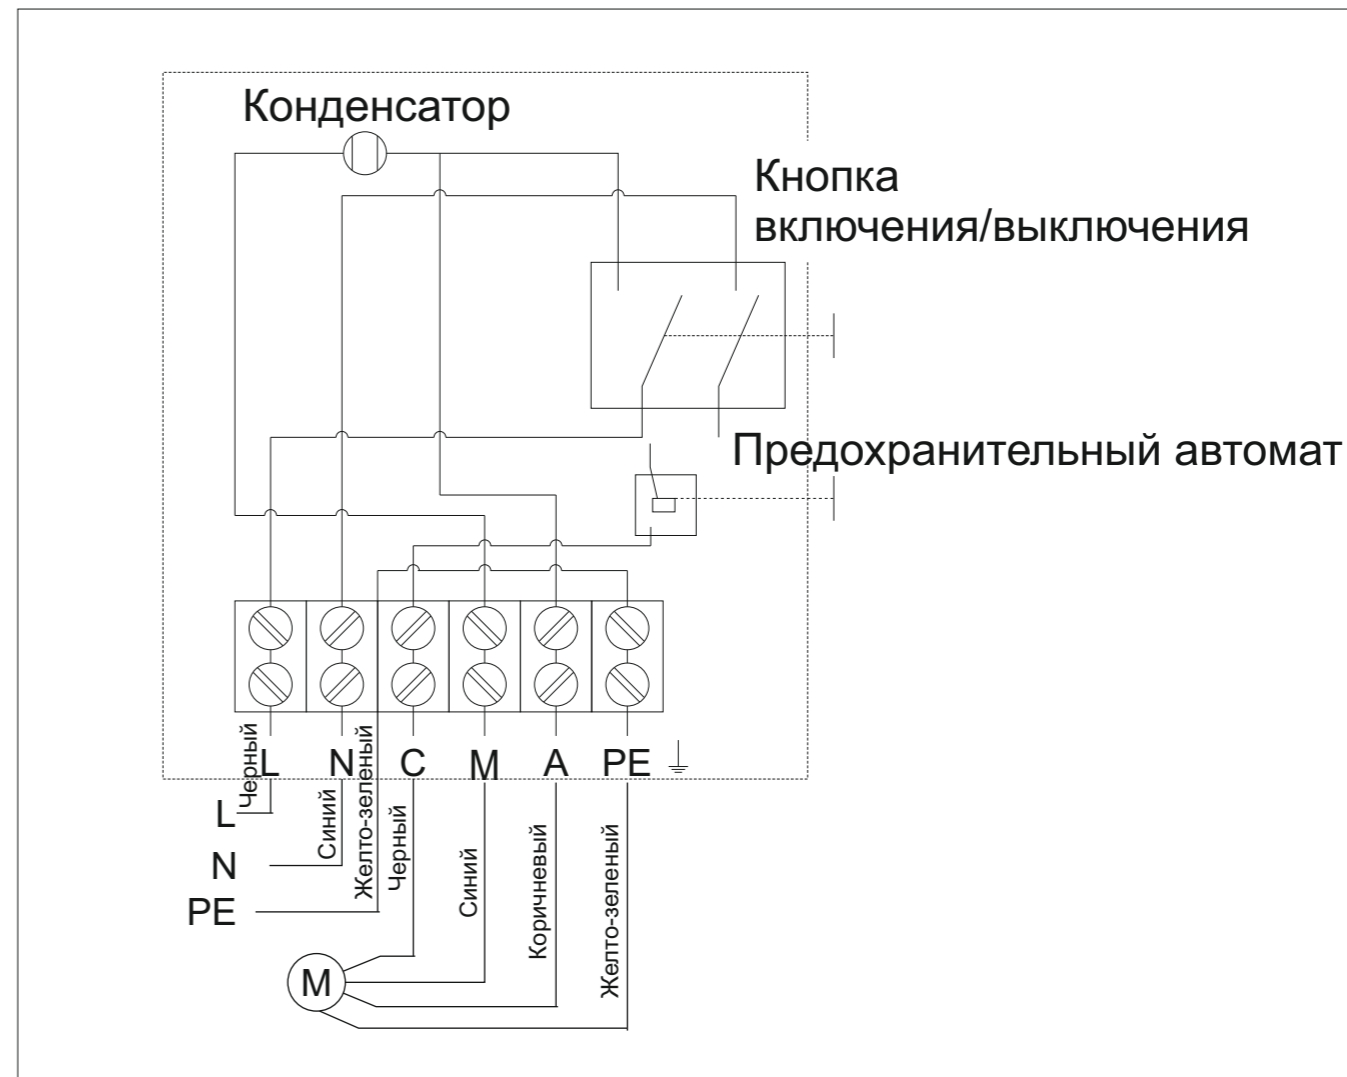 Конденсатор
Кнопка
включения/выключения
Предохранительный автомат
L N C M A PE
Черный
Синий
Желто-зеленый
Черный
Синий
Коричневый
Желто-зеленый
L
N
PE
M